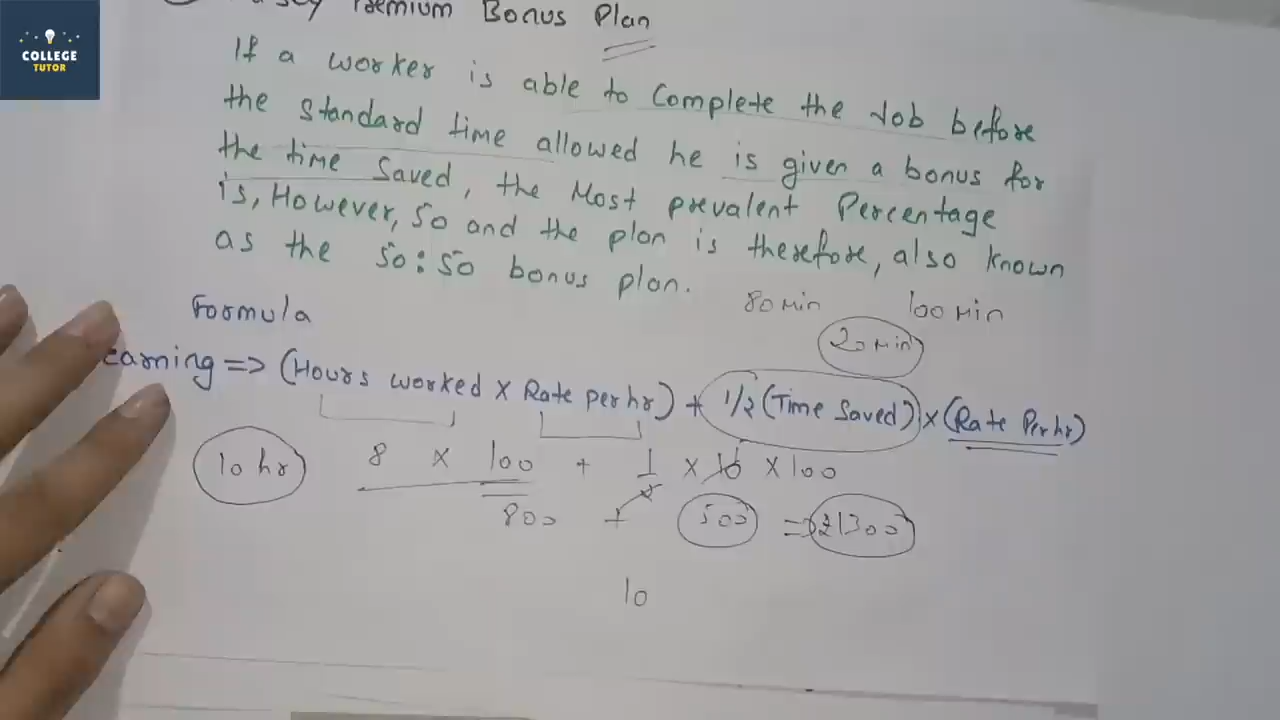 COLLEGE
TUTOR
Premium Bonus Plan
If a worker is able to Complete the Job before
the Standard time allowed he is given a bonus for
the time Saved, the Most prevalent Percentage
is, However, 50 and the plan is therefore, also known
as the 50:50 bonus plan.
80 Min 100 Min
Formula
20 Min
earning => (Hours worked X Rate per hr) + 1/2 (Time Saved) X (Rate Per hr)
10 hr 8 X 100 + 1/2 X 10 X 100
800 + 500 => ₹1300
10